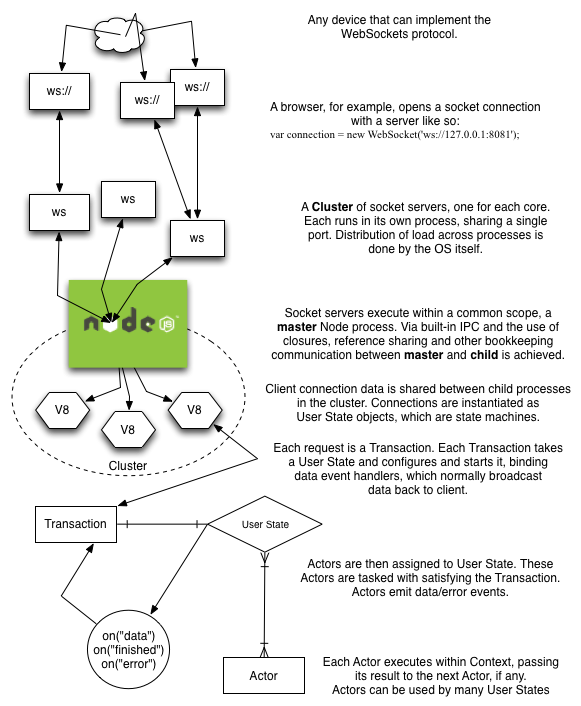 Any device that can implement the
WebSockets protocol.
ws://
ws://
ws://
A browser, for example, opens a socket connection
with a server like so:
var connection = new WebSocket('ws://127.0.0.1:8081');
ws
ws
ws
A Cluster of socket servers, one for each core.
Each runs in its own process, sharing a single
port. Distribution of load across processes is
done by the OS itself.
node
JS
™
Socket servers execute within a common scope, a
master Node process. Via built-in IPC and the use of
closures, reference sharing and other bookkeeping
communication between master and child is achieved.
V8
V8
V8
Cluster
Client connection data is shared between child processes
in the cluster. Connections are instantiated as
User State objects, which are state machines.
Each request is a Transaction. Each Transaction takes
a User State and configures and starts it, binding
data event handlers, which normally broadcast
data back to client.
Transaction
User State
Actors are then assigned to User State. These
Actors are tasked with satisfying the Transaction.
Actors emit data/error events.
on("data")
on("finished")
on("error")
Actor
Each Actor executes within Context, passing
its result to the next Actor, if any.
Actors can be used by many User States